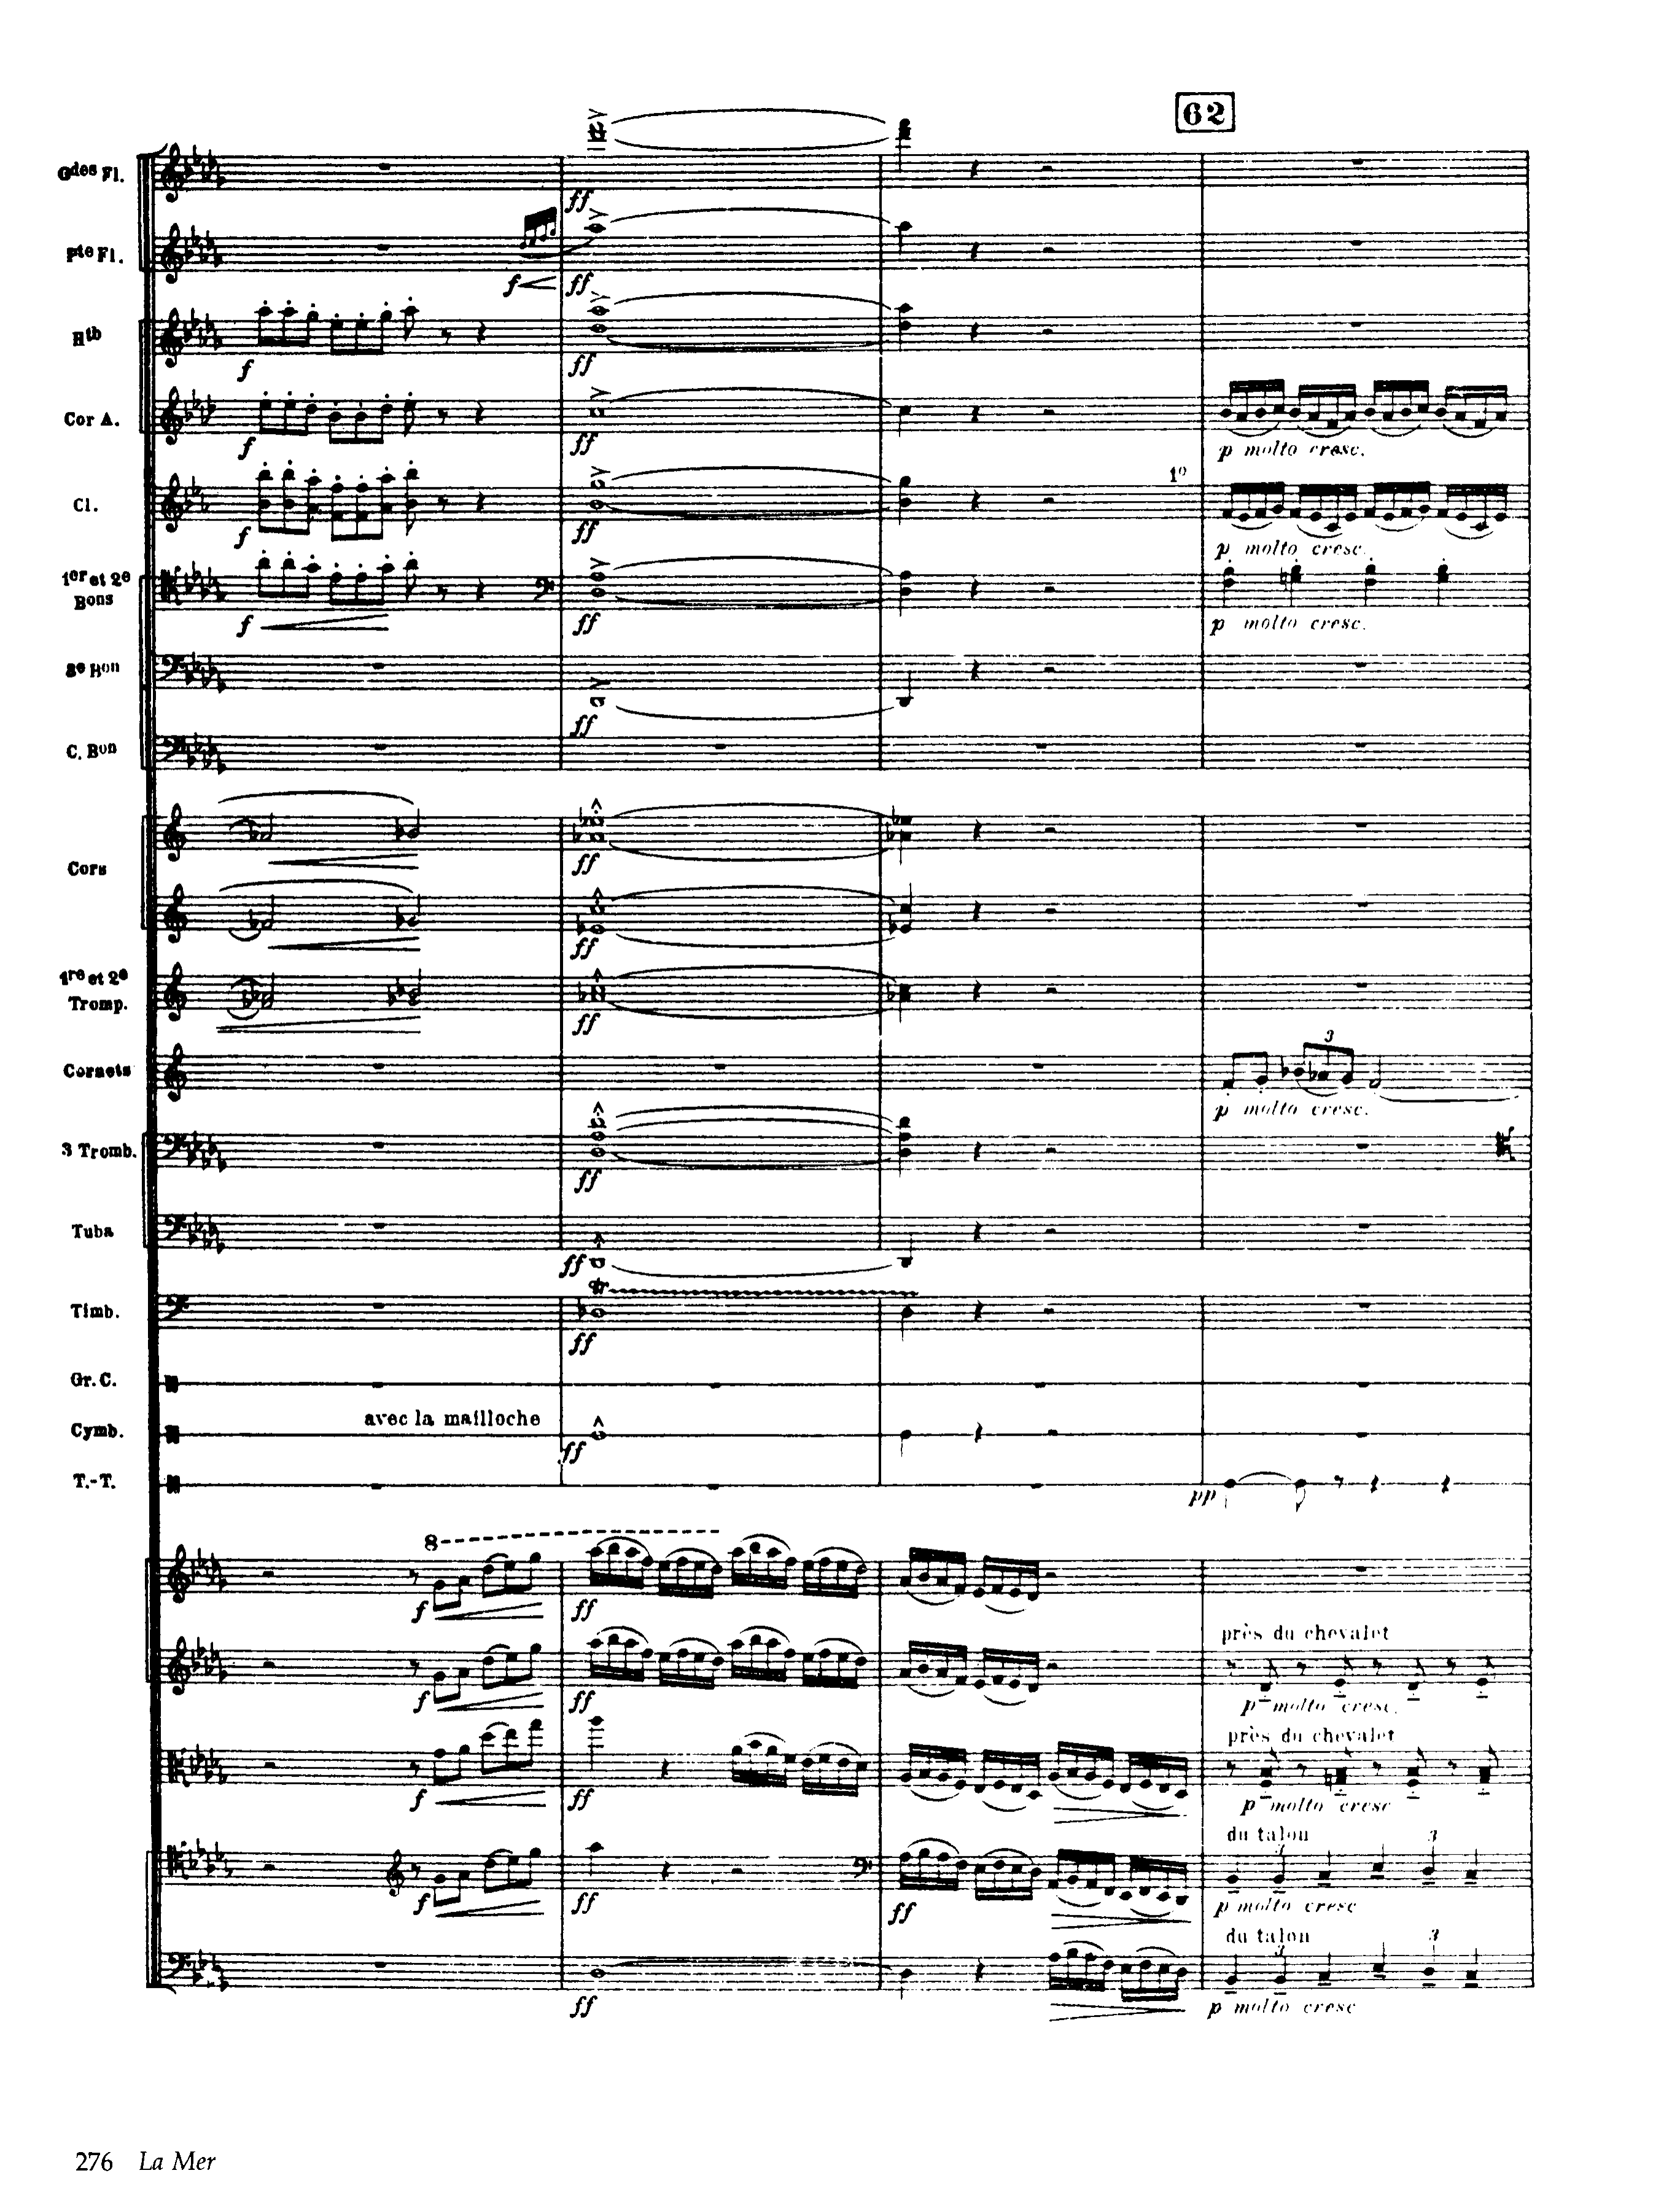 62
Gdes Fl.
ff
Pte Fl.
f ff
Htb
f ff
Cor A.
f ff
p molto cresc.
Cl.
1º
f ff
p molto cresc.
1er et 2e
Bons
f ff
p molto cresc.
3e Bon
ff
C. Bon
Cors
ff
ff
1re et 2e
Tromp.
ff
Cornets
3
p molto cresc.
3 Tromb.
ff
Tuba
ff
tr
Timb.
ff
Gr. C.
avec la mailloche
Cymb.
ff
T.-T.
pp
8
f ff
près du chevalet
f ff
p molto cresc.
près du chevalet
f ff
p molto cresc
du talon
3 3
f ff ff
p molto cresc
du talon
3 3
ff
p molto cresc
276 La Mer